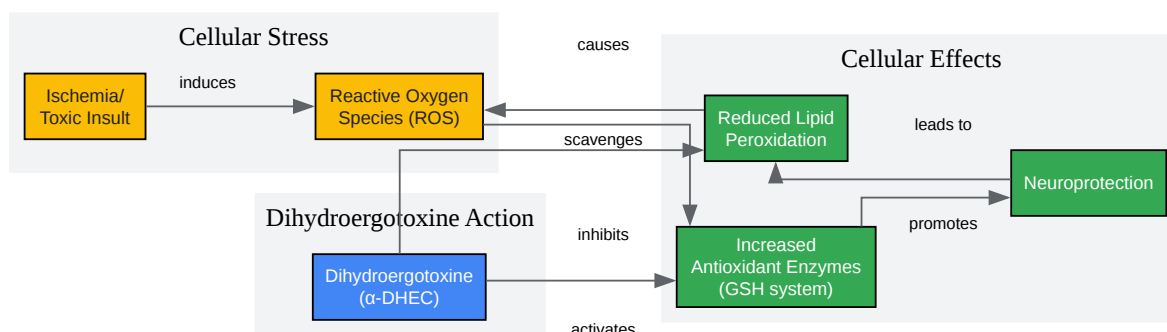 Cellular Stress
causes
Cellular Effects
induces
Ischemia/
Toxic Insult
Reactive Oxygen
Species (ROS)
Reduced Lipid
Peroxidation
leads to
scavenges
Neuroprotection
Dihydroergotoxine Action
inhibits
promotes
Increased
Antioxidant Enzymes
(GSH system)
Dihydroergotoxine
(α-DHEC)
activates